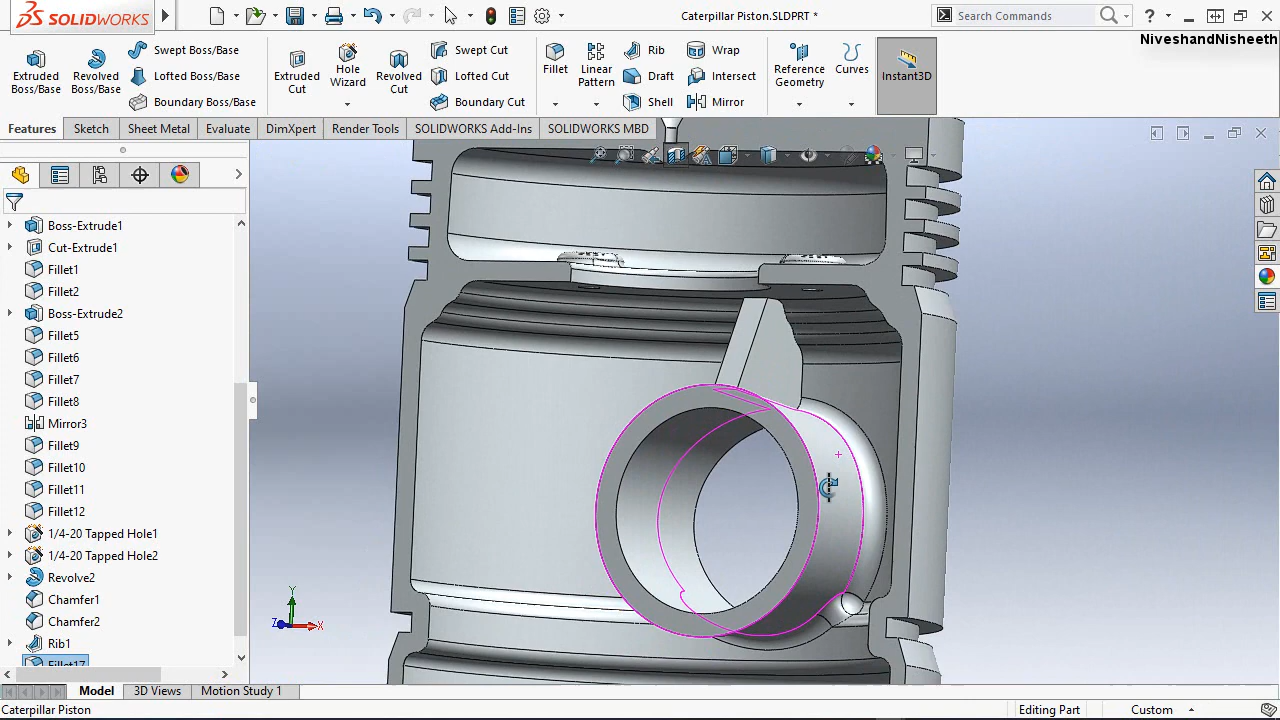 SOLIDWORKS
Caterpillar Piston.SLDPRT
Search Commands
NiveshandNisheeth
Extruded Boss/Base
Revolved Boss/Base
Swept Boss/Base
Lofted Boss/Base
Boundary Boss/Base
Extruded Cut
Hole Wizard
Revolved Cut
Swept Cut
Lofted Cut
Boundary Cut
Fillet
Linear Pattern
Rib
Draft
Shell
Wrap
Intersect
Mirror
Reference Geometry
Curves
Instant3D
Features
Sketch
Sheet Metal
Evaluate
DimXpert
Render Tools
SOLIDWORKS Add-Ins
SOLIDWORKS MBD
Boss-Extrude1
Cut-Extrude1
Fillet1
Fillet2
Boss-Extrude2
Fillet5
Fillet6
Fillet7
Fillet8
Mirror3
Fillet9
Fillet10
Fillet11
Fillet12
1/4-20 Tapped Hole1
1/4-20 Tapped Hole2
Revolve2
Chamfer1
Chamfer2
Rib1
Fillet17
Y
Z
X
Model
3D Views
Motion Study 1
Caterpillar Piston
Editing Part
Custom